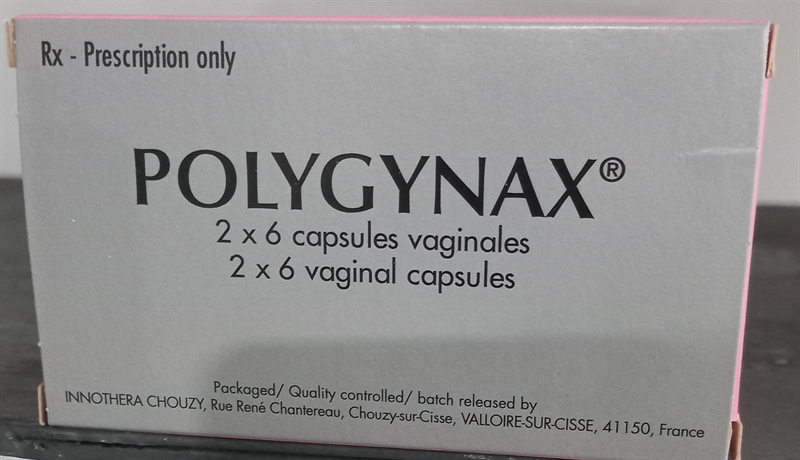 Rx - Prescription only
POLYGYNAX®
2 x 6 capsules vaginales
2 x 6 vaginal capsules
Packaged/ Quality controlled/ batch released by
INNOTHERA CHOUZY, Rue René Chantereau, Chouzy-sur-Cisse, VALLOIRE-SUR-CISSE, 41150, France